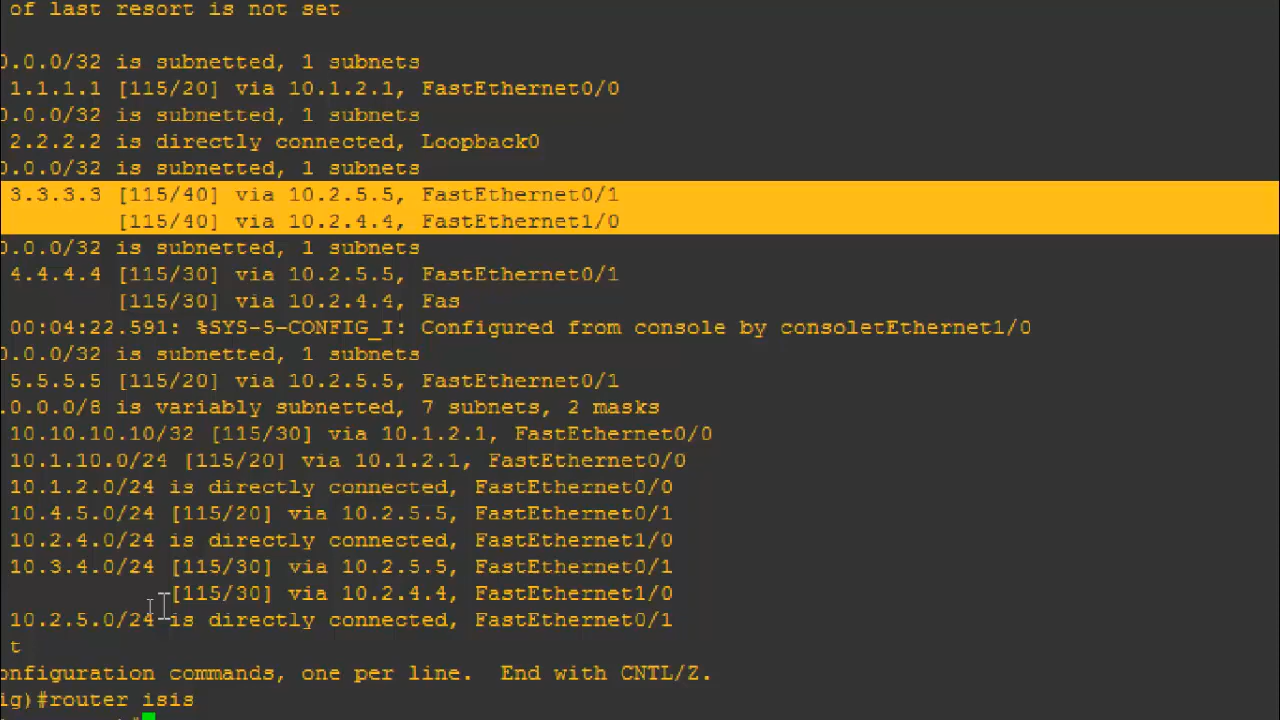 of last resort is not set
0.0.0/32 is subnetted, 1 subnets
1.1.1.1 [115/20] via 10.1.2.1, FastEthernet0/0
0.0.0/32 is subnetted, 1 subnets
2.2.2.2 is directly connected, Loopback0
0.0.0/32 is subnetted, 1 subnets
3.3.3.3 [115/40] via 10.2.5.5, FastEthernet0/1
[115/40] via 10.2.4.4, FastEthernet1/0
0.0.0/32 is subnetted, 1 subnets
4.4.4.4 [115/30] via 10.2.5.5, FastEthernet0/1
[115/30] via 10.2.4.4, Fas
00:04:22.591: %SYS-5-CONFIG_I: Configured from console by consoletEthernet1/0
0.0.0/32 is subnetted, 1 subnets
5.5.5.5 [115/20] via 10.2.5.5, FastEthernet0/1
.0.0.0/8 is variably subnetted, 7 subnets, 2 masks
10.10.10.10/32 [115/30] via 10.1.2.1, FastEthernet0/0
10.1.10.0/24 [115/20] via 10.1.2.1, FastEthernet0/0
10.1.2.0/24 is directly connected, FastEthernet0/0
10.4.5.0/24 [115/20] via 10.2.5.5, FastEthernet0/1
10.2.4.0/24 is directly connected, FastEthernet1/0
10.3.4.0/24 [115/30] via 10.2.5.5, FastEthernet0/1
[115/30] via 10.2.4.4, FastEthernet1/0
10.2.5.0/24 is directly connected, FastEthernet0/1
t
onfiguration commands, one per line. End with CNTL/Z.
ig)#router isis